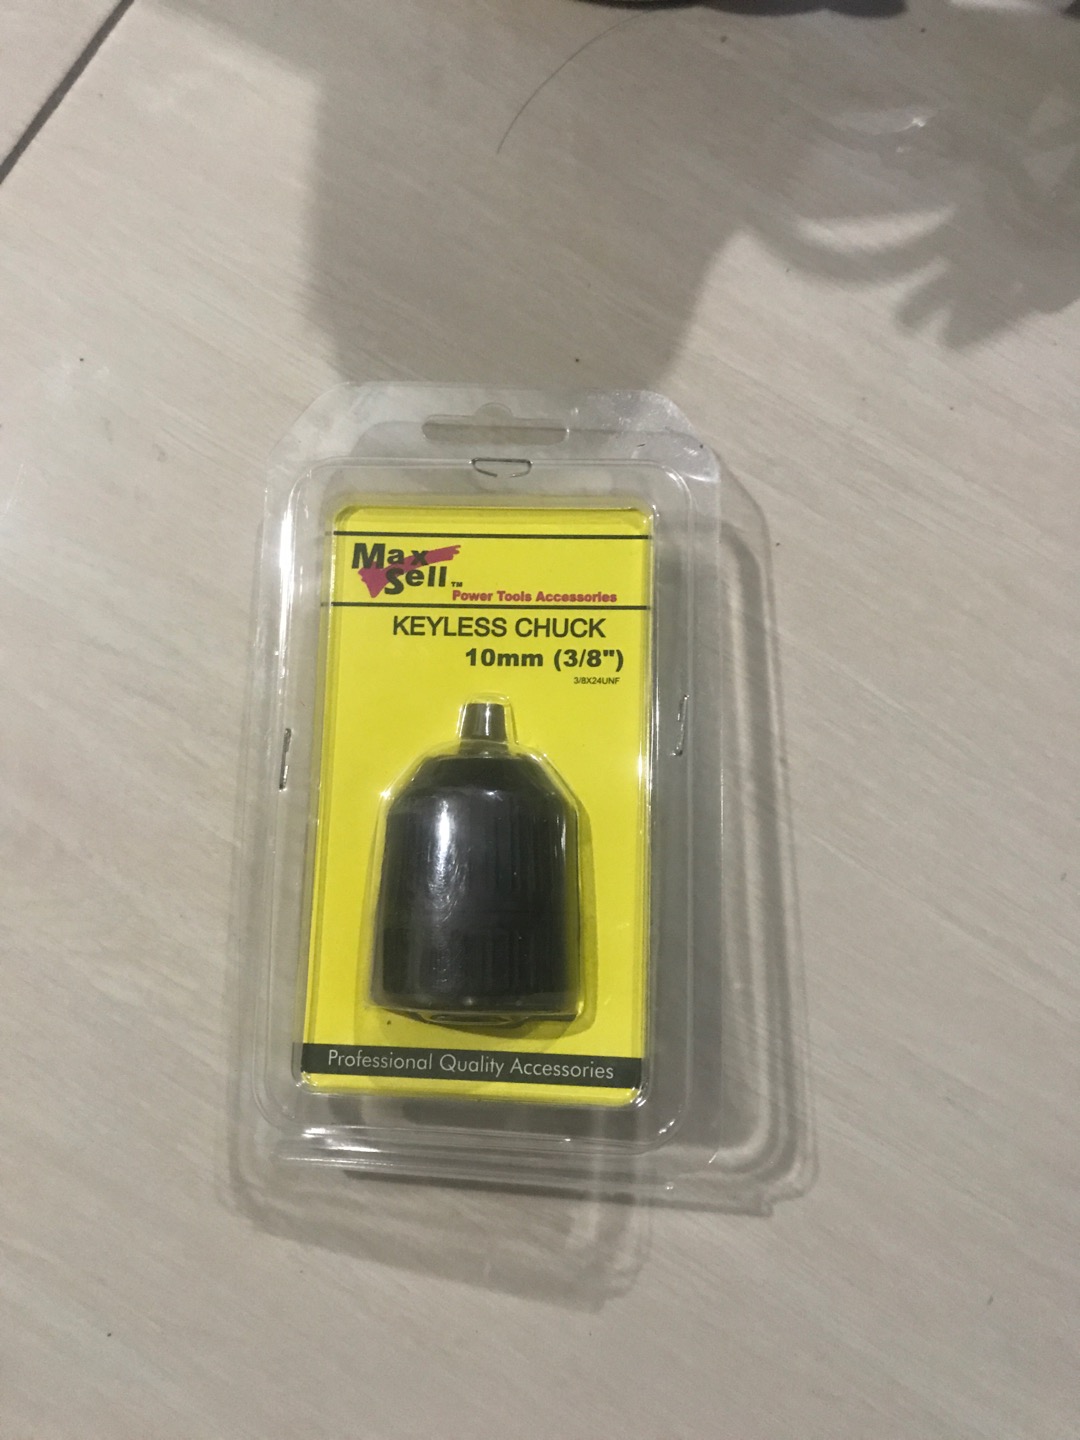 Max
Sell™
Power Tools Accessories
KEYLESS CHUCK
10mm (3/8")
3/8X24UNF
Professional Quality Accessories